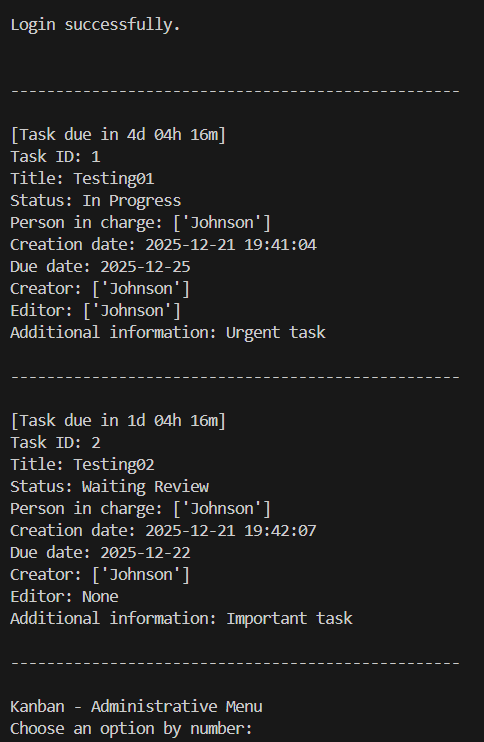 Login successfully.
--------------------------------------------------
[Task due in 4d 04h 16m]
Task ID: 1
Title: Testing01
Status: In Progress
Person in charge: ['Johnson']
Creation date: 2025-12-21 19:41:04
Due date: 2025-12-25
Creator: ['Johnson']
Editor: ['Johnson']
Additional information: Urgent task
--------------------------------------------------
[Task due in 1d 04h 16m]
Task ID: 2
Title: Testing02
Status: Waiting Review
Person in charge: ['Johnson']
Creation date: 2025-12-21 19:42:07
Due date: 2025-12-22
Creator: ['Johnson']
Editor: None
Additional information: Important task
--------------------------------------------------
Kanban - Administrative Menu
Choose an option by number: